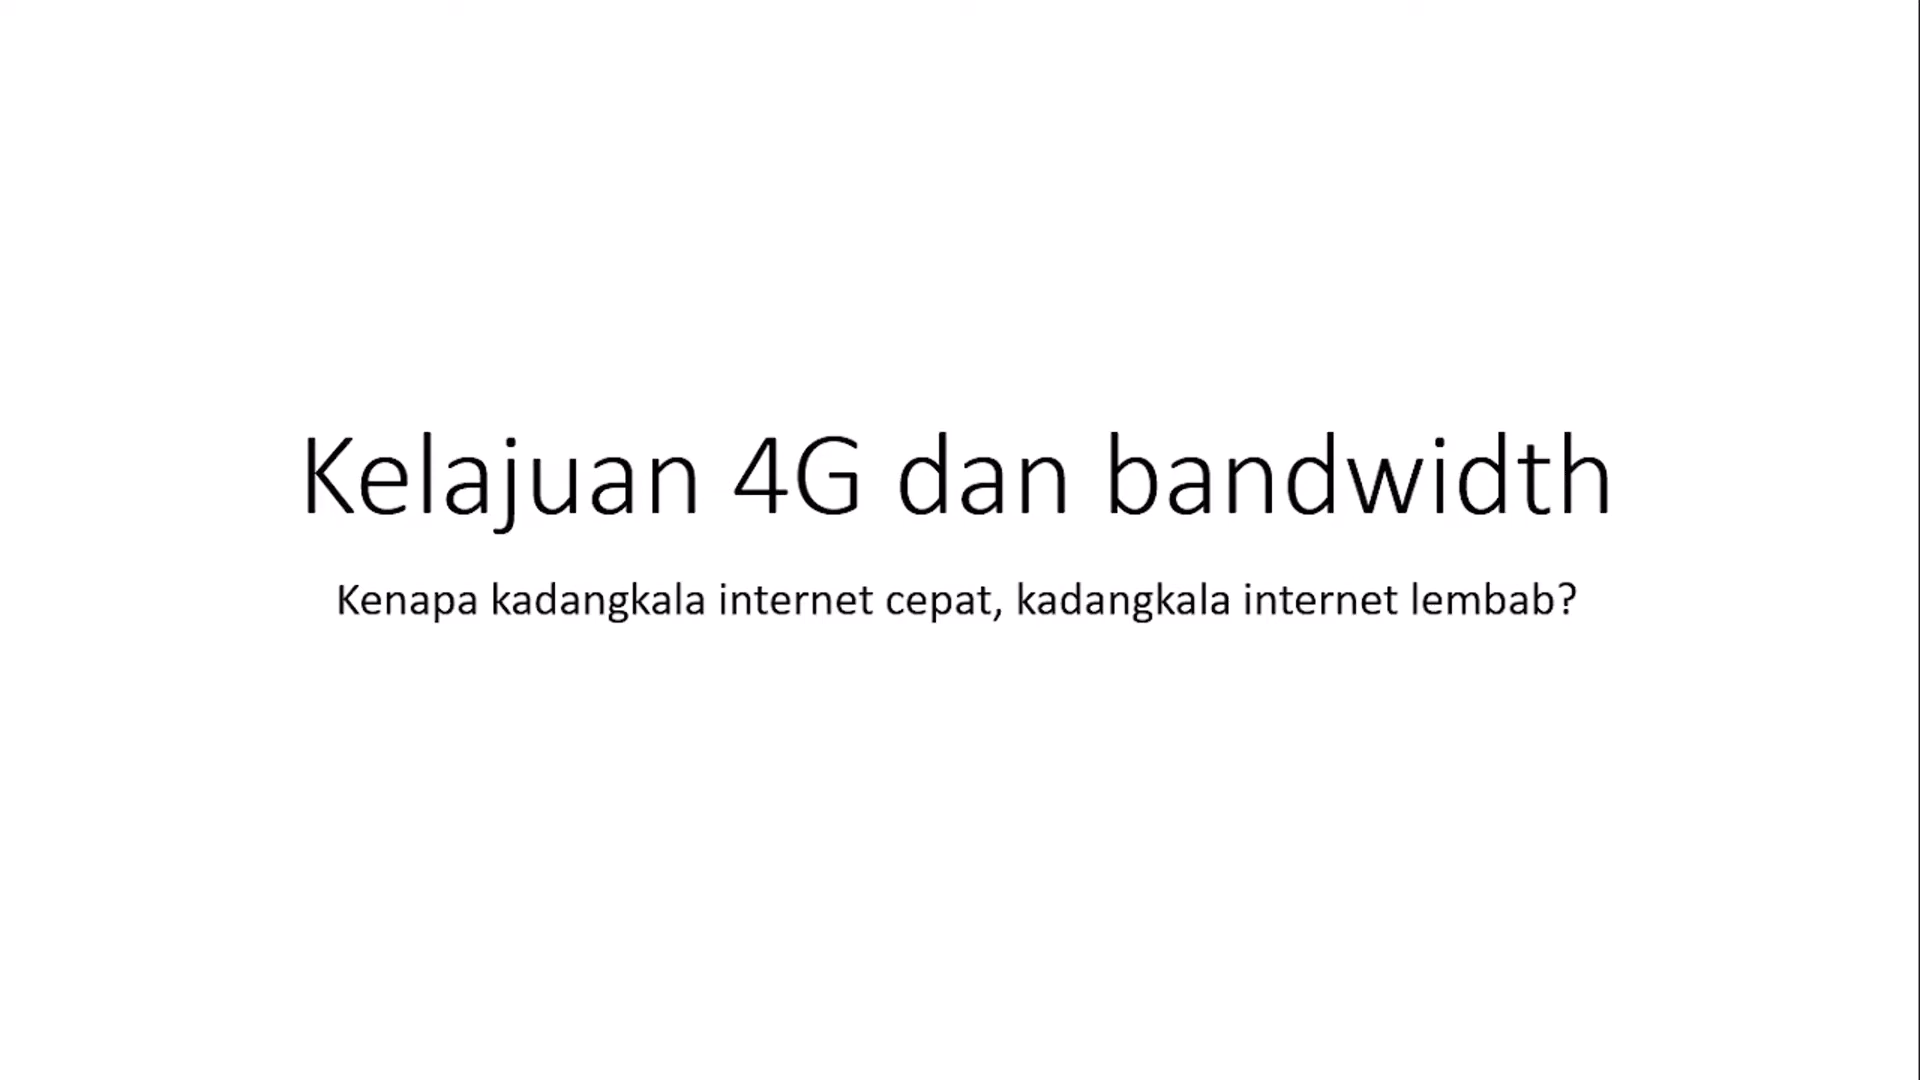 Kelajuan 4G dan bandwidth
Kenapa kadangkala internet cepat, kadangkala internet lembab?